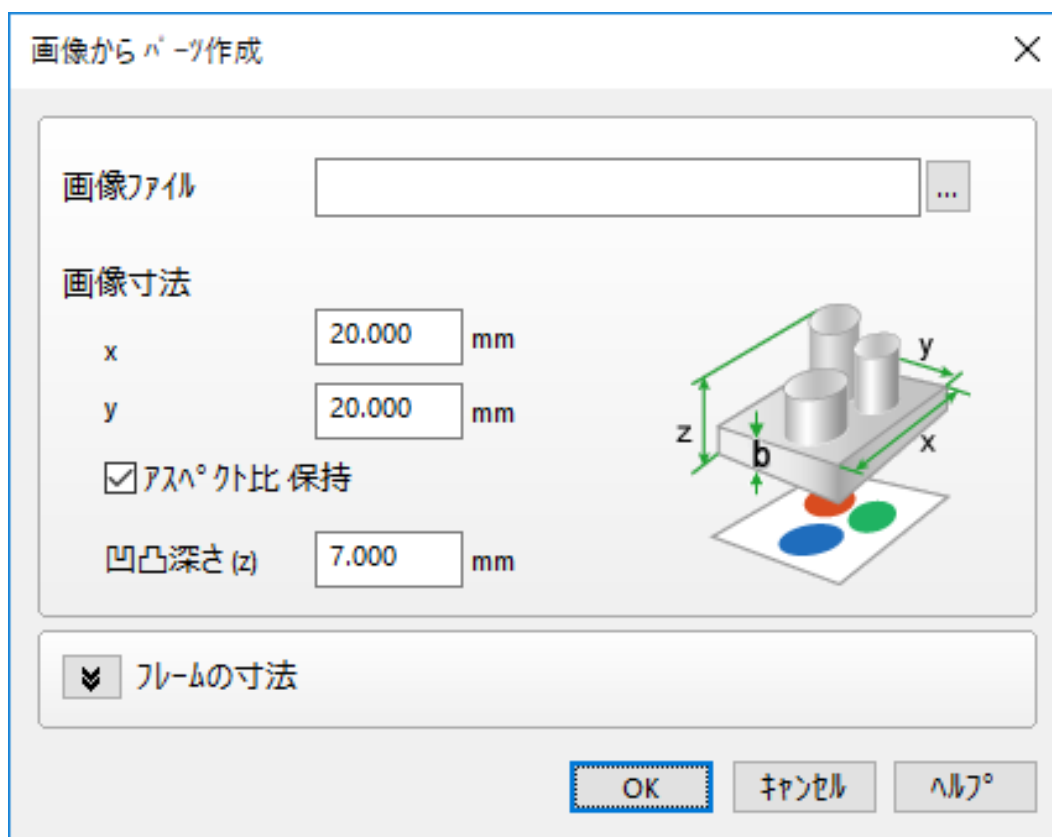 画像から ﾊﾟｰﾂ作成
画像ﾌｧｲﾙ
...
画像寸法
x 20.000 mm
y 20.000 mm
ｱｽﾍﾟｸﾄ比 保持
凹凸深さ (z) 7.000 mm
y
z
b
x
ﾌﾚｰﾑの寸法
OK ｷｬﾝｾﾙ ﾍﾙﾌﾟ